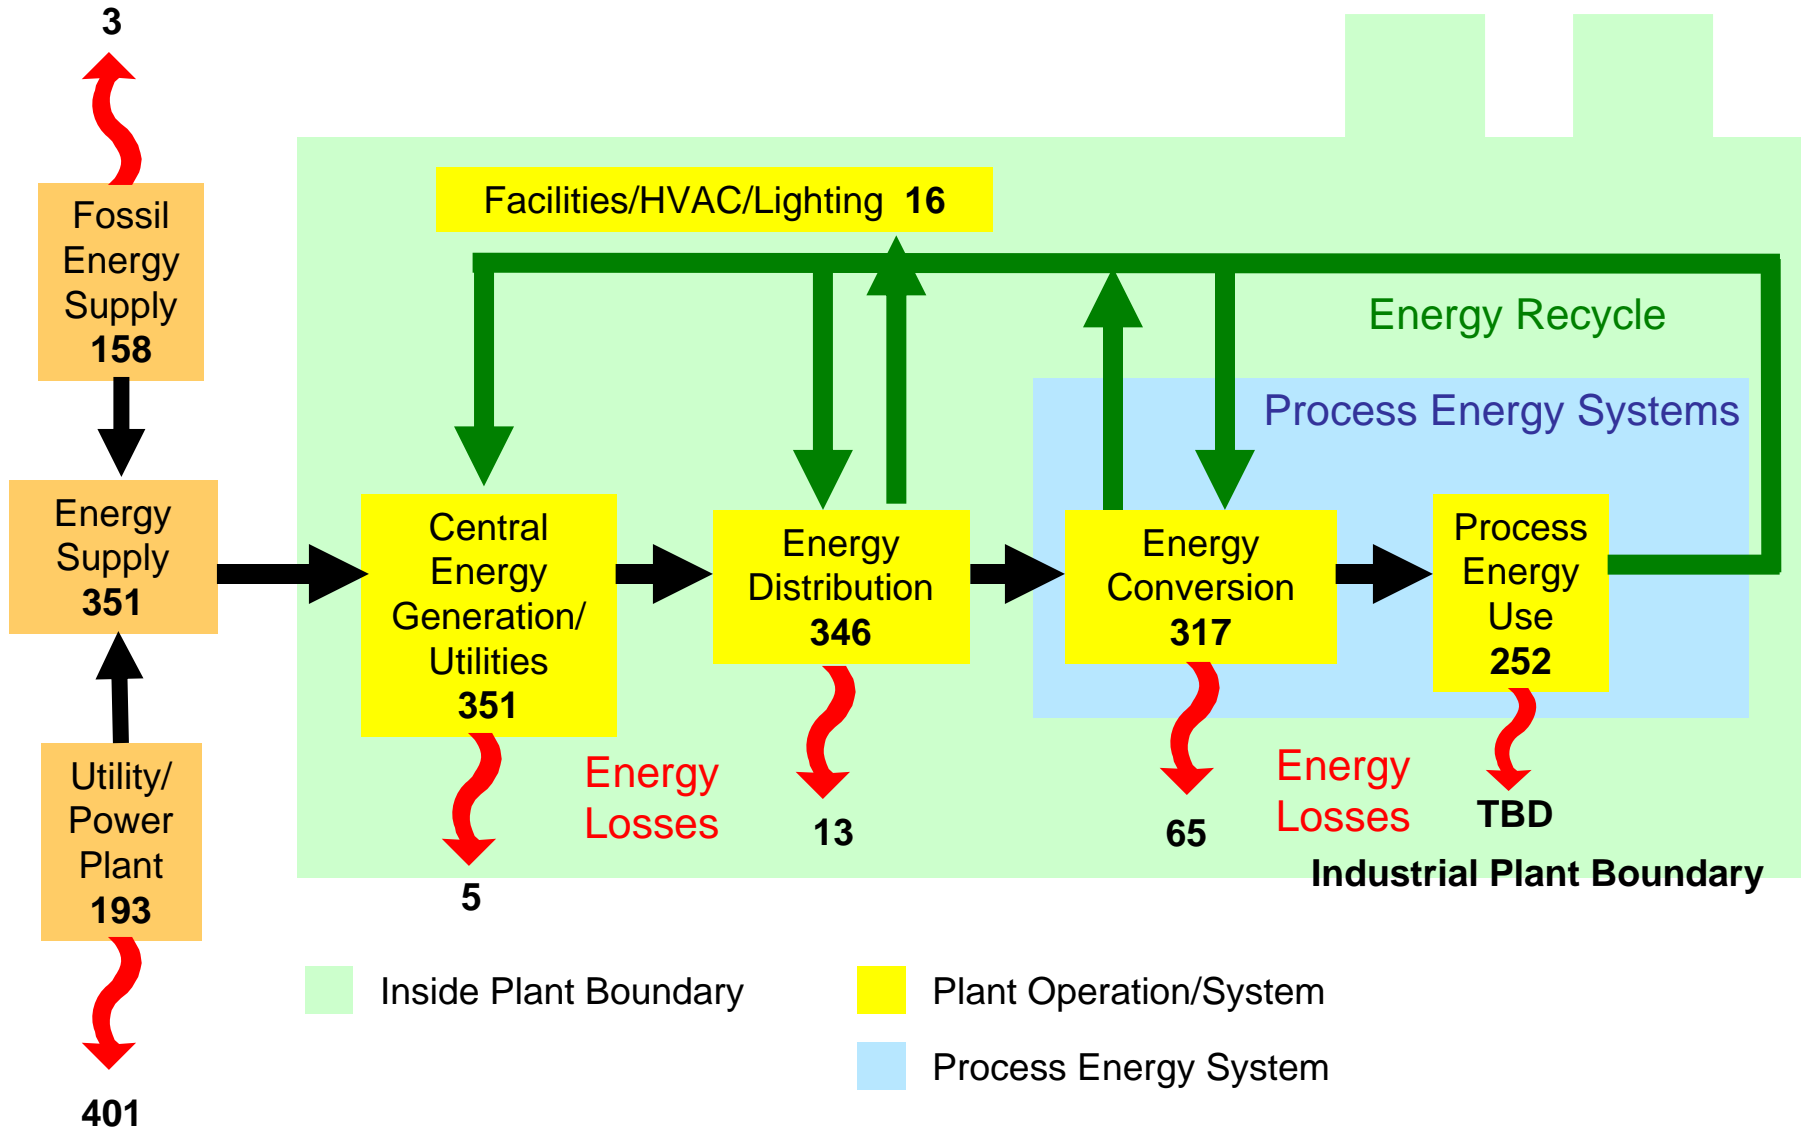 3
Fossil
Energy
Supply
158
Energy
Supply
351
Utility/
Power
Plant
193
401
Facilities/HVAC/Lighting 16
Energy Recycle
Process Energy Systems
Central
Energy
Generation/
Utilities
351
Energy
Distribution
346
Energy
Conversion
317
Process
Energy
Use
252
Energy
Losses
5
13
65
Energy
Losses
TBD
Industrial Plant Boundary
Inside Plant Boundary
Plant Operation/System
Process Energy System